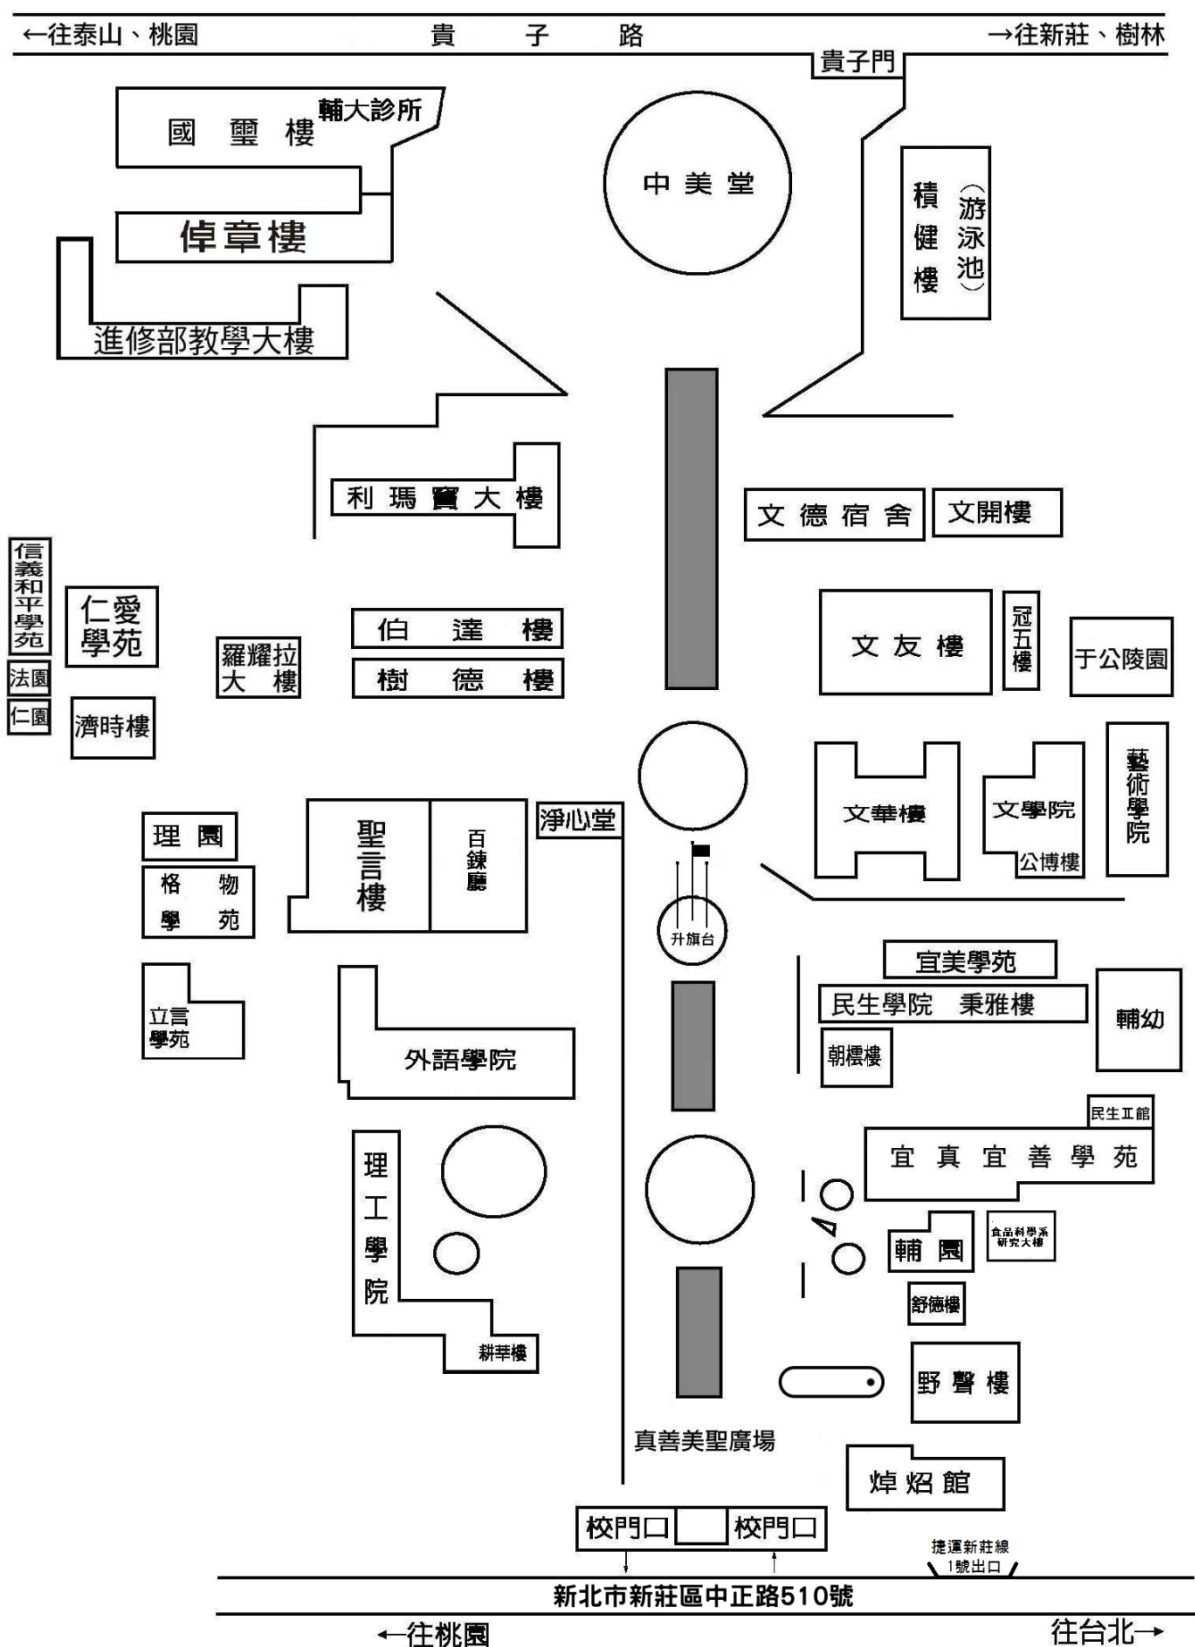 ←往泰山、桃園
貴子路
→往新莊、樹林
貴子門
輔大診所
國璽樓
中美堂
積健樓
（游泳池）
倬章樓
進修部教學大樓
利瑪竇大樓
文德宿舍
文開樓
信義和平學苑
仁愛
學苑
法園
仁園
濟時樓
羅耀拉
大樓
伯達樓
樹德樓
文友樓
冠五樓
于公陵園
文華樓
文學院
公博樓
藝術學院
理園
格物
學苑
聖言樓
百鍊廳
淨心堂
升旗台
立言
學苑
外語學院
宜美學苑
民生學院 秉雅樓
朝橒樓
輔幼
民生工館
宜真宜善學苑
理工學院
耕莘樓
輔園
食品科學系
研究大樓
舒德樓
野聲樓
真善美聖廣場
焯炤館
校門口
校門口
捷運新莊線
1號出口
新北市新莊區中正路510號
←往桃園
往台北→